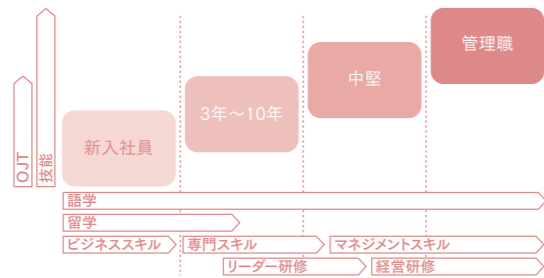 管理職
中堅
3年～10年
新入社員
OJT
技能
語学
留学
ビジネススキル
専門スキル
マネジメントスキル
リーダー研修
経営研修